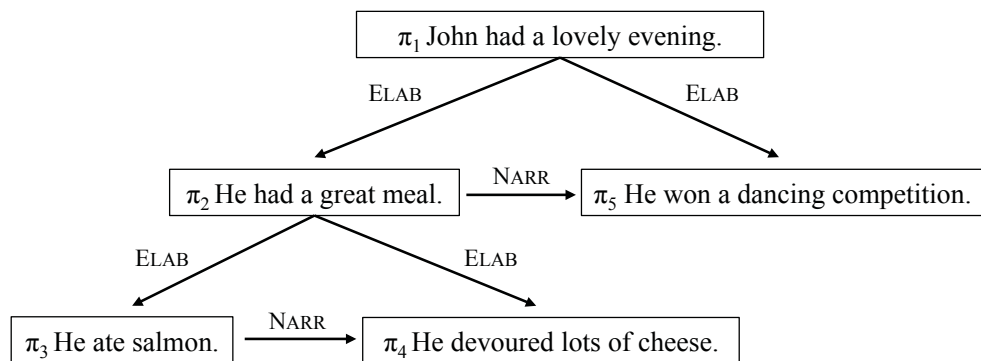 π₁ John had a lovely evening.
ELAB
ELAB
π₂ He had a great meal.
NARR
π₅ He won a dancing competition.
ELAB
ELAB
π₃ He ate salmon.
NARR
π₄ He devoured lots of cheese.